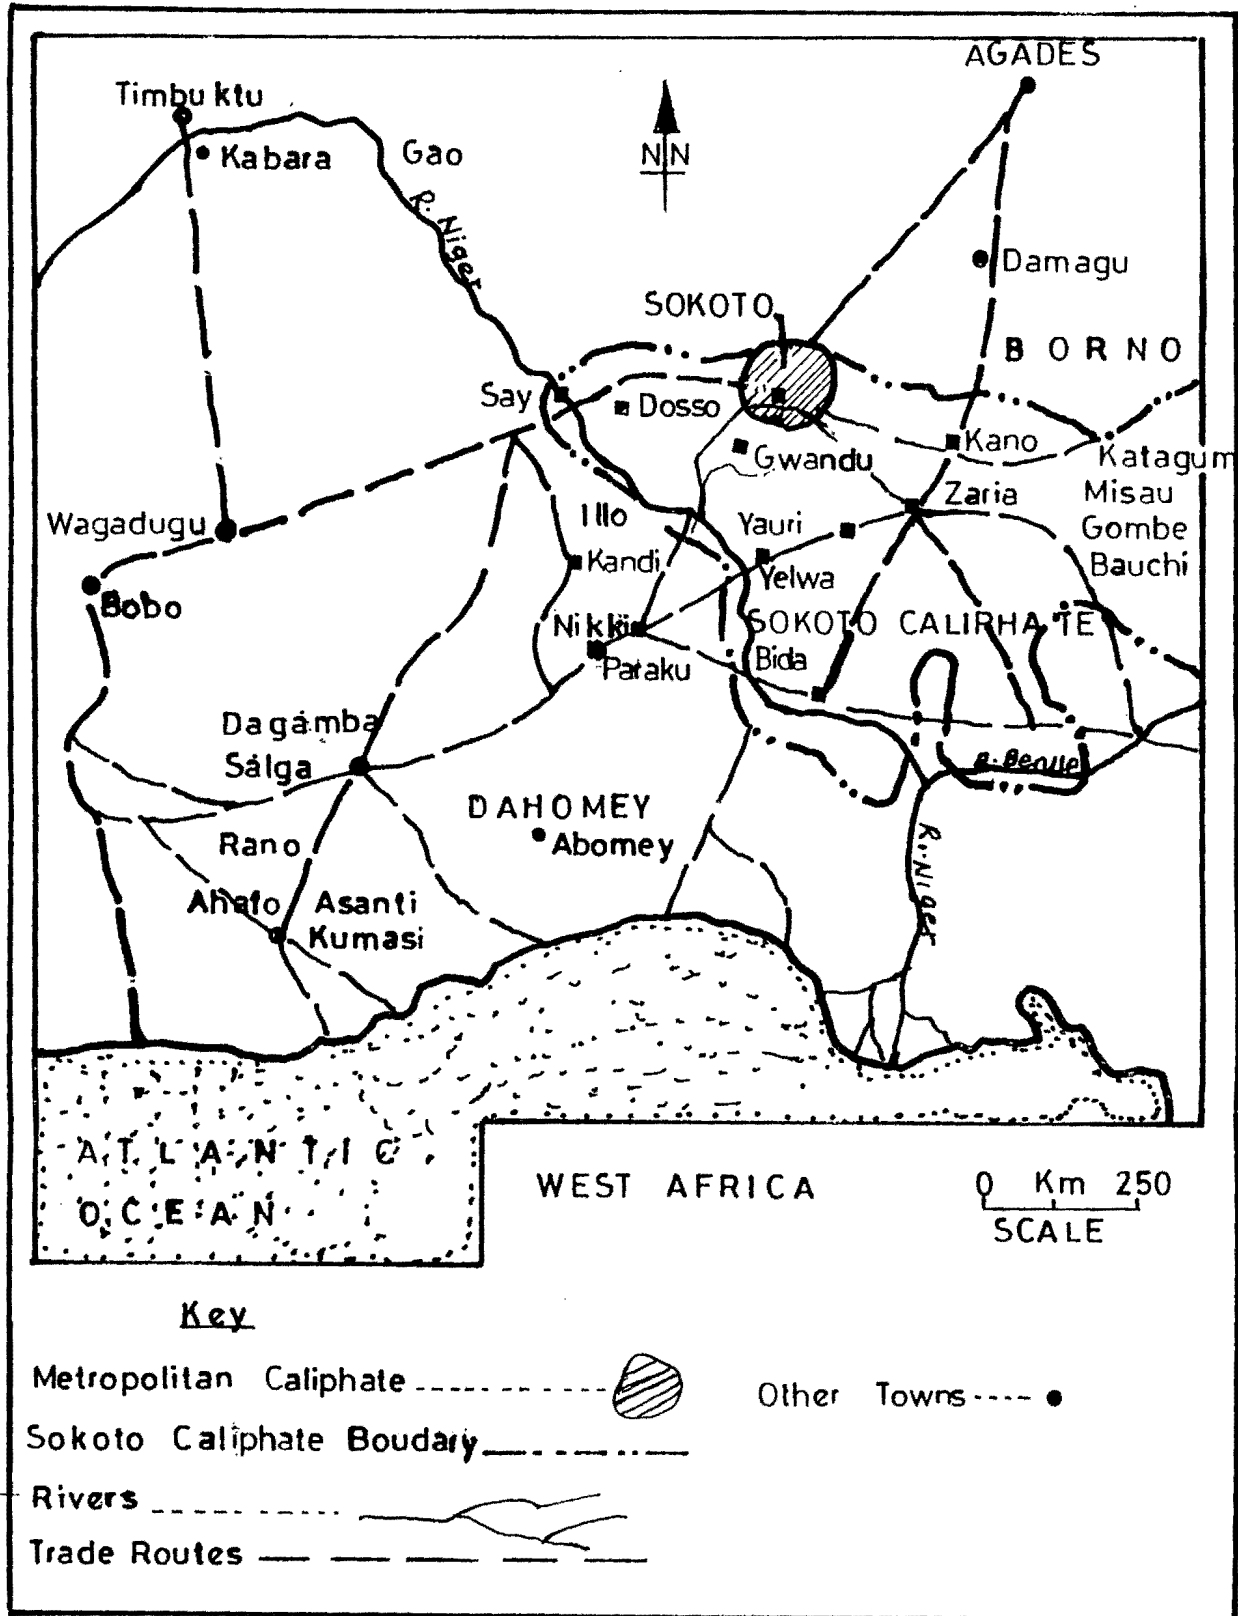 AGADES
Timbuktu
Kabara
Gao
N N
R. Niger
Damagu
SOKOTO
BORNO
Say
Dosso
Kano
Gwandu
Katagum
Zaria
Misau
Wagadugu
Illo
Yauri
Gombe
Kandi
Yelwa
Bauchi
Bobo
Nikki
SOKOTO CALIPHATE
Paraku
Bida
Dagamba
Salga
R. Benue
DAHOMEY
Abomey
Rano
R. Niger
Ahafo
Asanti
Kumasi
ATLANTIC
OCEAN
WEST AFRICA
0 Km 250
SCALE
Key
Metropolitan Caliphate
Other Towns
Sokoto Caliphate Boudary
Rivers
Trade Routes